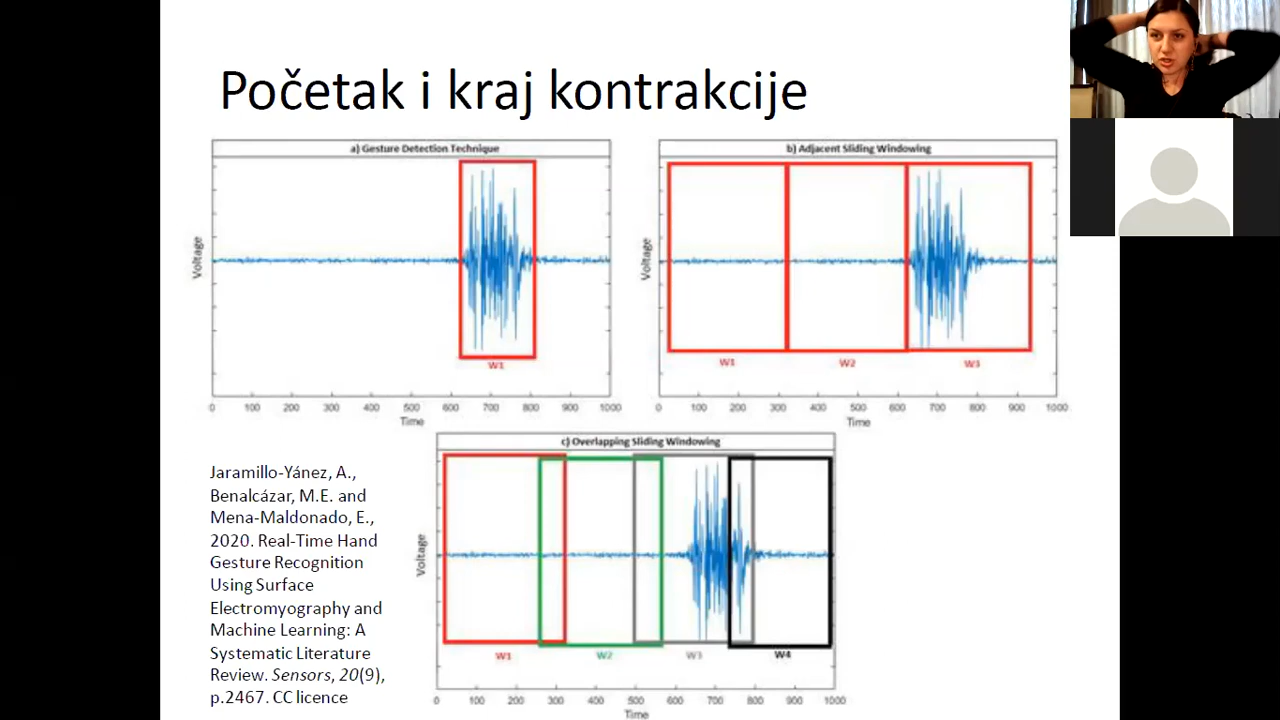 Početak i kraj kontrakcije
a) Gesture Detection Technique
Voltage
W1
0 100 200 300 400 500 600 700 800 900 1000
Time
b) Adjacent Sliding Windowing
Voltage
W1 W2 W3
0 100 200 300 400 500 600 700 800 900 1000
Time
c) Overlapping Sliding Windowing
Voltage
W1 W2 W3 W4
0 100 200 300 400 500 600 700 800 900 1000
Time
Jaramillo-Yánez, A.,
Benalcázar, M.E. and
Mena-Maldonado, E.,
2020. Real-Time Hand
Gesture Recognition
Using Surface
Electromyography and
Machine Learning: A
Systematic Literature
Review. Sensors, 20(9),
p.2467. CC licence